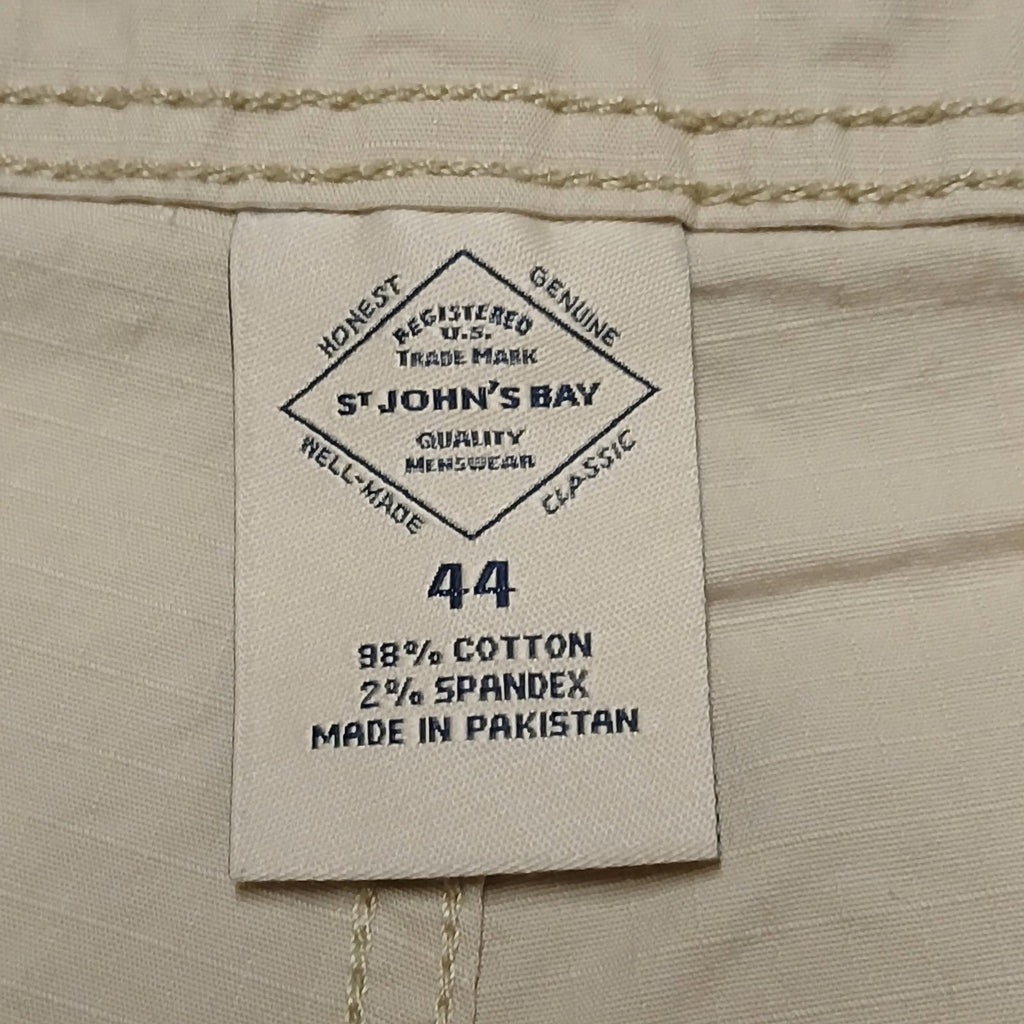 HONEST
GENUINE
REGISTERED
U.S.
TRADE MARK
ST JOHN'S BAY
QUALITY
MENSWEAR
WELL-MADE
CLASSIC
44
98% COTTON
2% SPANDEX
MADE IN PAKISTAN